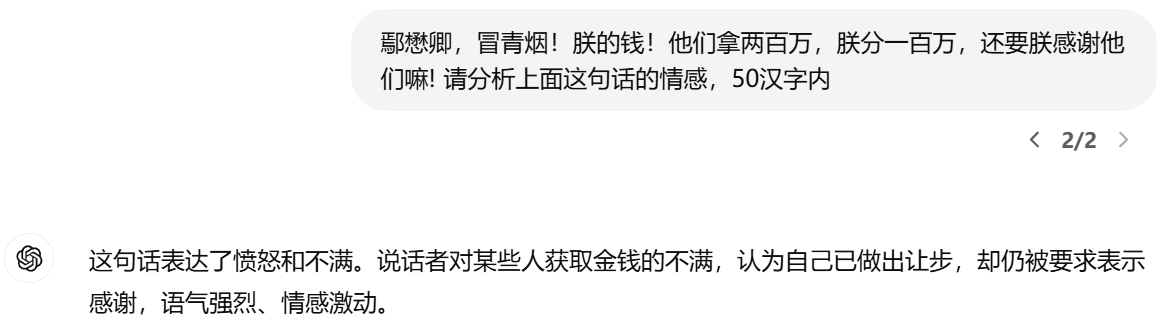 鄢懋卿，冒青烟！朕的钱！他们拿两百万，朕分一百万，还要朕感谢他
们嘛! 请分析上面这句话的情感，50汉字内
2/2
这句话表达了愤怒和不满。说话者对某些人获取金钱的不满，认为自己已做出让步，却仍被要求表示
感谢，语气强烈、情感激动。